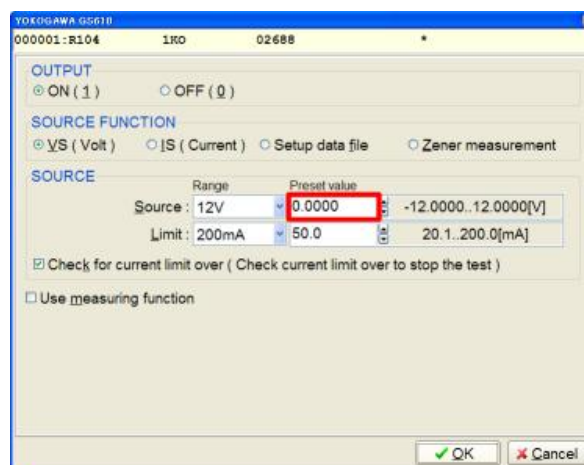 YOKOGAWA GS610
000001:R104 1KO 02688 *
OUTPUT
ON ( 1 ) OFF ( 0 )
SOURCE FUNCTION
VS ( Volt ) IS ( Current ) Setup data file Zener measurement
SOURCE
Range Preset value
Source : 12V 0.0000 -12.0000..12.0000[V]
Limit : 200mA 50.0 20.1..200.0[mA]
Check for current limit over ( Check current limit over to stop the test )
Use measuring function
OK Cancel